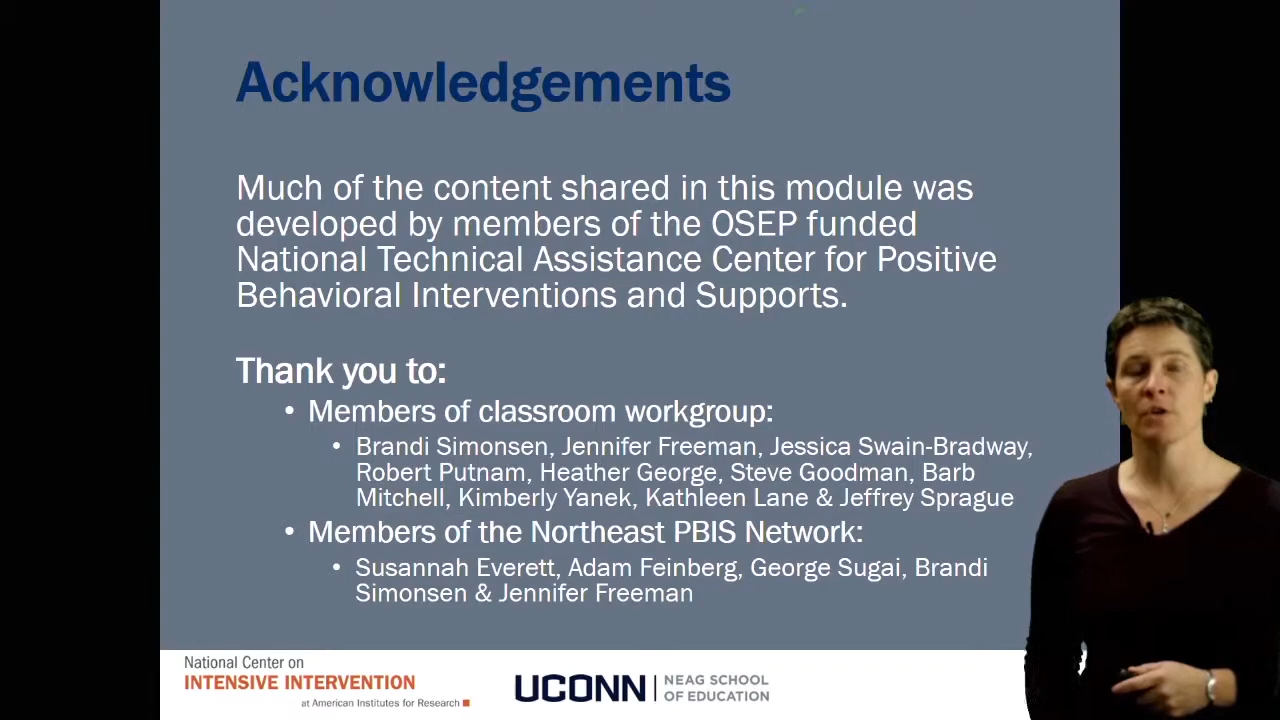 Acknowledgements
Much of the content shared in this module was
developed by members of the OSEP funded
National Technical Assistance Center for Positive
Behavioral Interventions and Supports.
Thank you to:
• Members of classroom workgroup:
• Brandi Simonsen, Jennifer Freeman, Jessica Swain-Bradway,
Robert Putnam, Heather George, Steve Goodman, Barb
Mitchell, Kimberly Yanek, Kathleen Lane & Jeffrey Sprague
• Members of the Northeast PBIS Network:
• Susannah Everett, Adam Feinberg, George Sugai, Brandi
Simonsen & Jennifer Freeman
National Center on
INTENSIVE INTERVENTION
at American Institutes for Research
UCONN | NEAG SCHOOL
OF EDUCATION